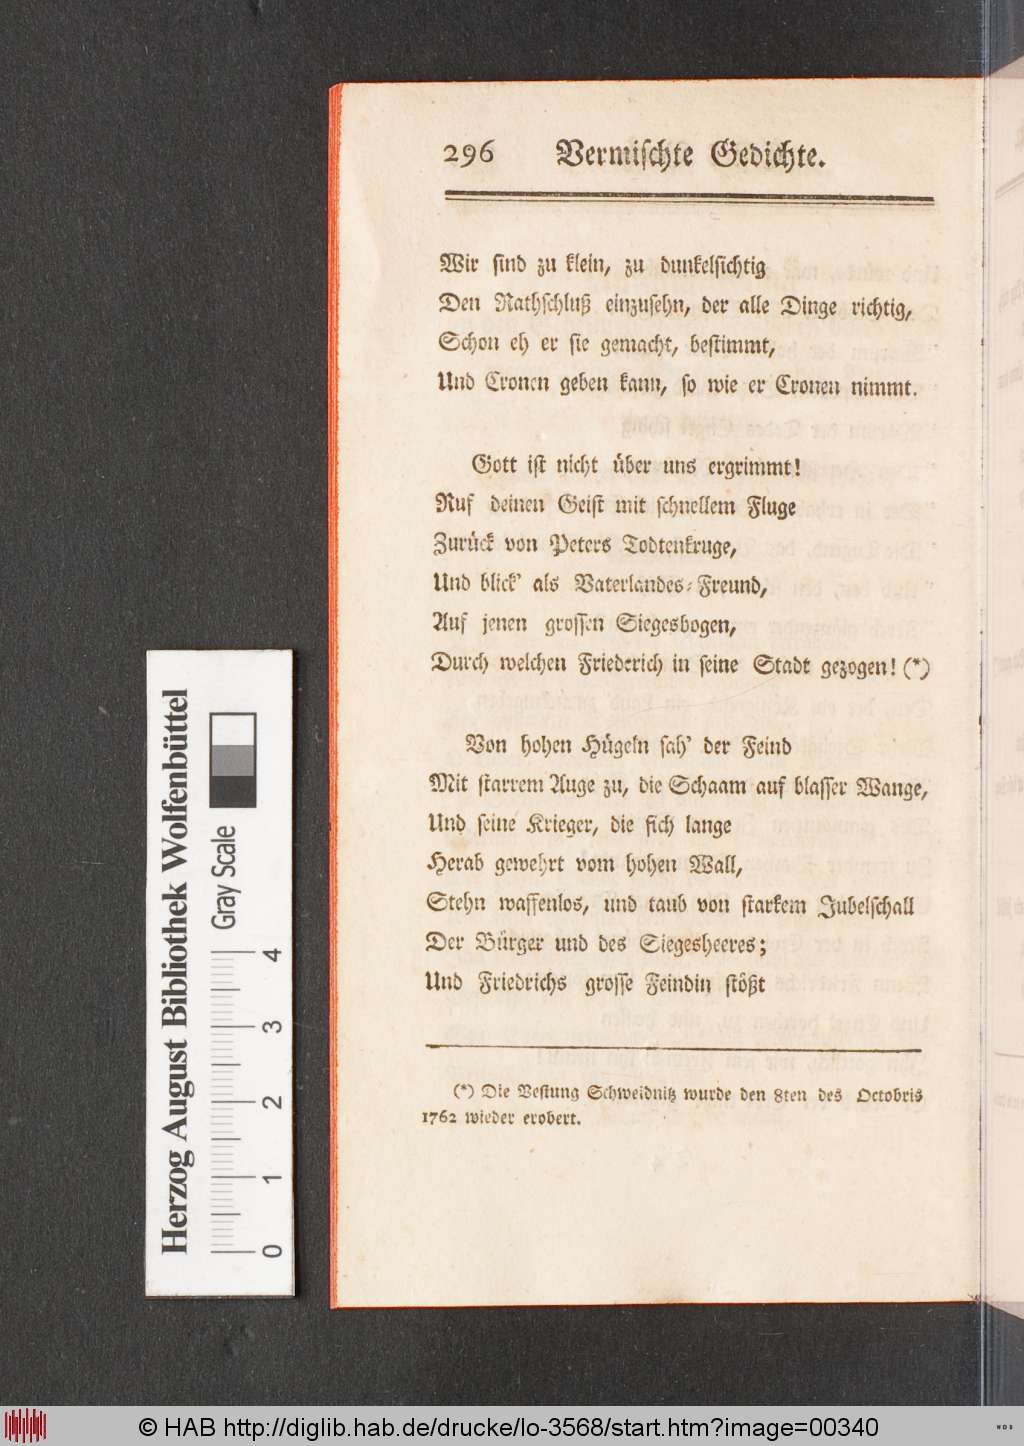 296 Vermischte Gedichte.
Wir sind zu klein, zu dunkelsichtig
Den Rathschluß einzusehn, der alle Dinge richtig,
Schon eh er sie gemacht, bestimmt,
Und Cronen geben kann, so wie er Cronen nimmt.
Gott ist nicht über uns ergrimmt!
Ruf deinen Geist mit schnellem Fluge
Zurück von Peters Todtenkruge,
Und blick' als Vaterlandes-Freund,
Auf jenen grossen Siegesbogen,
Durch welchen Friederich in seine Stadt gezogen! (*)
Von hohen Hügeln sah' der Feind
Mit starrem Auge zu, die Schaam auf blasser Wange,
Und seine Krieger, die sich lange
Herab gewehrt vom hohen Wall,
Stehn waffenlos, und taub von starkem Jubelschall
Der Bürger und des Siegesheeres;
Und Friedrichs grosse Feindin stößt
(*) Die Vestung Schweidnitz wurde den 8ten des Octobris
1762 wieder erobert.
Herzog August Bibliothek Wolfenbüttel
Gray Scale
0 1 2 3 4
© HAB http://diglib.hab.de/drucke/lo-3568/start.htm?image=00340